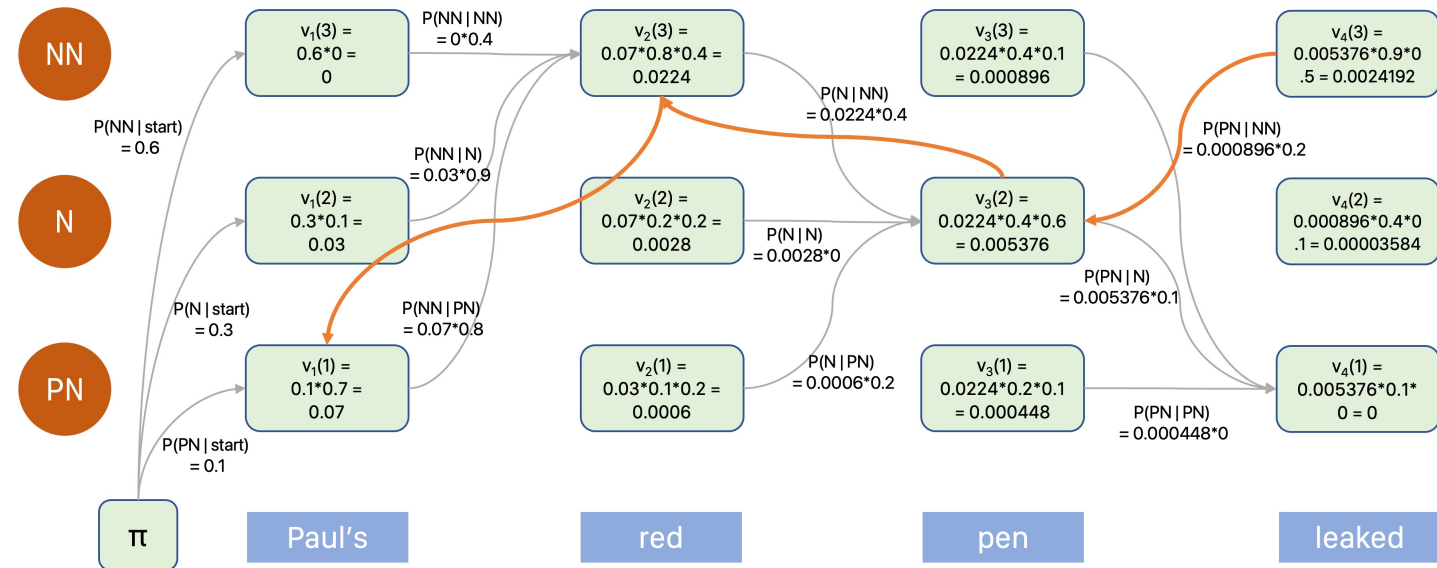 NN
N
PN
π
P(NN | start)
= 0.6
P(N | start)
= 0.3
P(PN | start)
= 0.1
v₁(3) =
0.6*0 =
0
v₁(2) =
0.3*0.1 =
0.03
v₁(1) =
0.1*0.7 =
0.07
P(NN | NN)
= 0*0.4
P(NN | N)
= 0.03*0.9
P(NN | PN)
= 0.07*0.8
v₂(3) =
0.07*0.8*0.4 =
0.0224
v₂(2) =
0.07*0.2*0.2 =
0.0028
v₂(1) =
0.03*0.1*0.2 =
0.0006
P(N | NN)
= 0.0224*0.4
P(N | N)
= 0.0028*0
P(N | PN)
= 0.0006*0.2
v₃(3) =
0.0224*0.4*0.1
= 0.000896
v₃(2) =
0.0224*0.4*0.6
= 0.005376
v₃(1) =
0.0224*0.2*0.1
= 0.000448
P(PN | NN)
= 0.000896*0.2
P(PN | N)
= 0.005376*0.1
P(PN | PN)
= 0.000448*0
v₄(3) =
0.005376*0.9*0
.5 = 0.0024192
v₄(2) =
0.000896*0.4*0
.1 = 0.00003584
v₄(1) =
0.005376*0.1*
0 = 0
Paul’s
red
pen
leaked